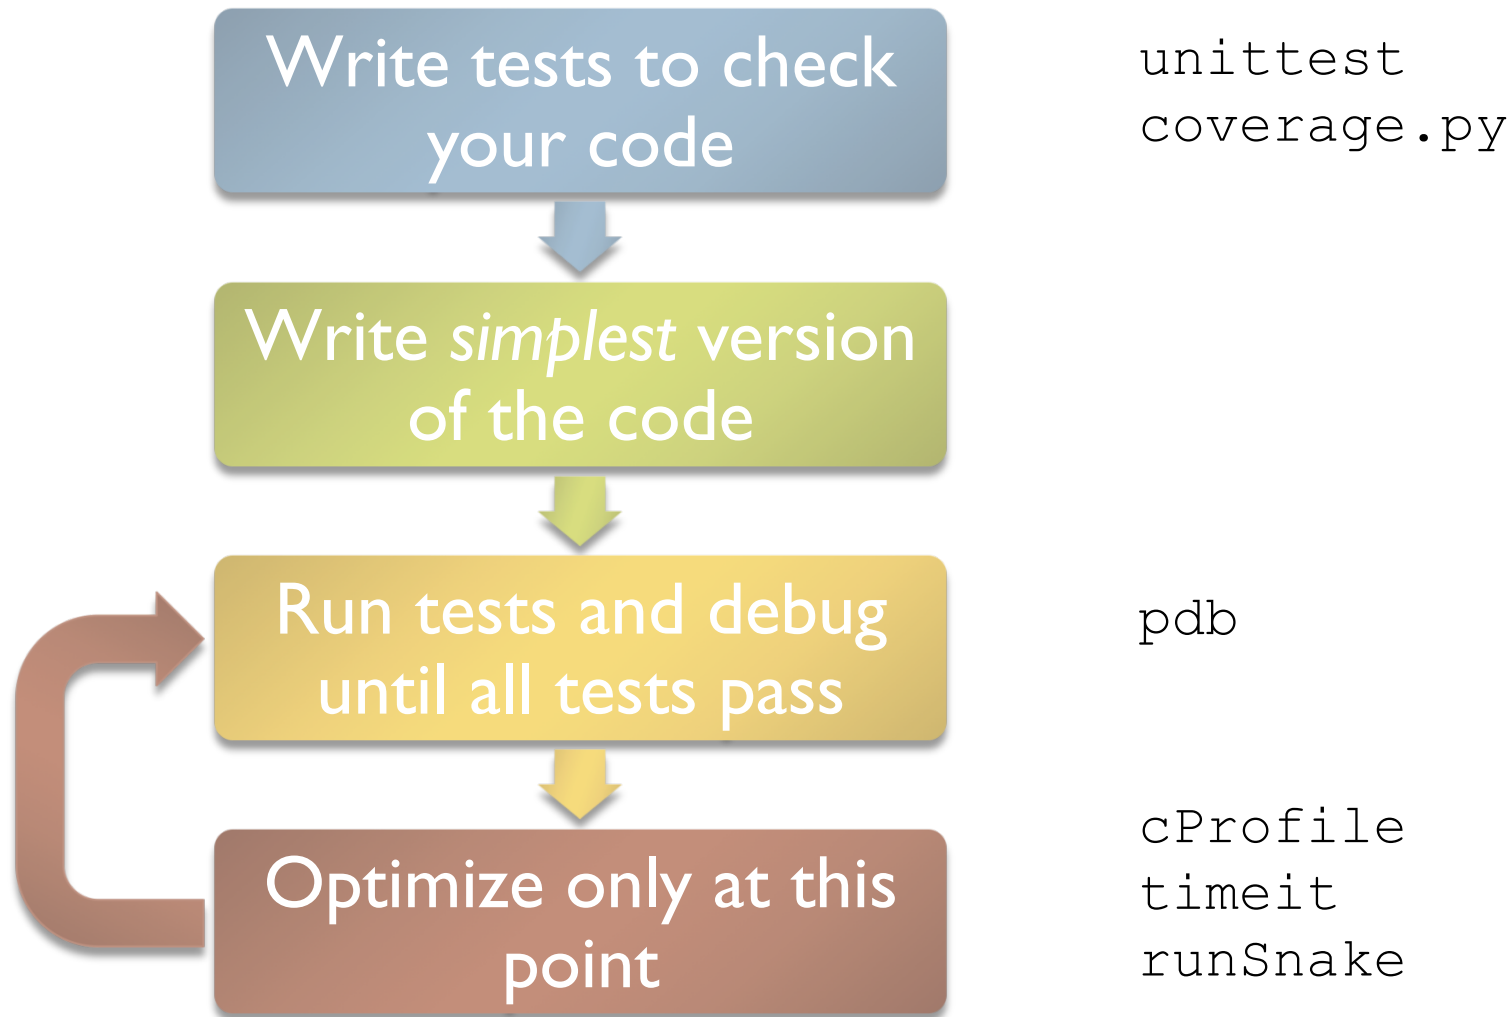 Write tests to check
your code
unittest
coverage.py
Write simplest version
of the code
Run tests and debug
until all tests pass
pdb
Optimize only at this
point
cProfile
timeit
runSnake